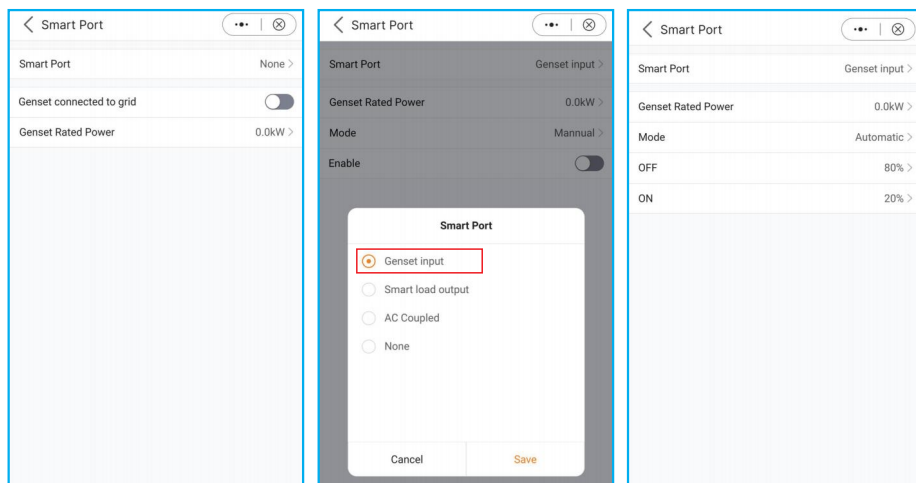 Smart Port
Smart Port None
Genset connected to grid
Genset Rated Power 0.0kW
Smart Port
Smart Port Genset input
Genset Rated Power 0.0kW
Mode Mannual
Enable
Smart Port
Genset input
Smart load output
AC Coupled
None
Cancel Save
Smart Port
Smart Port Genset input
Genset Rated Power 0.0kW
Mode Automatic
OFF 80%
ON 20%